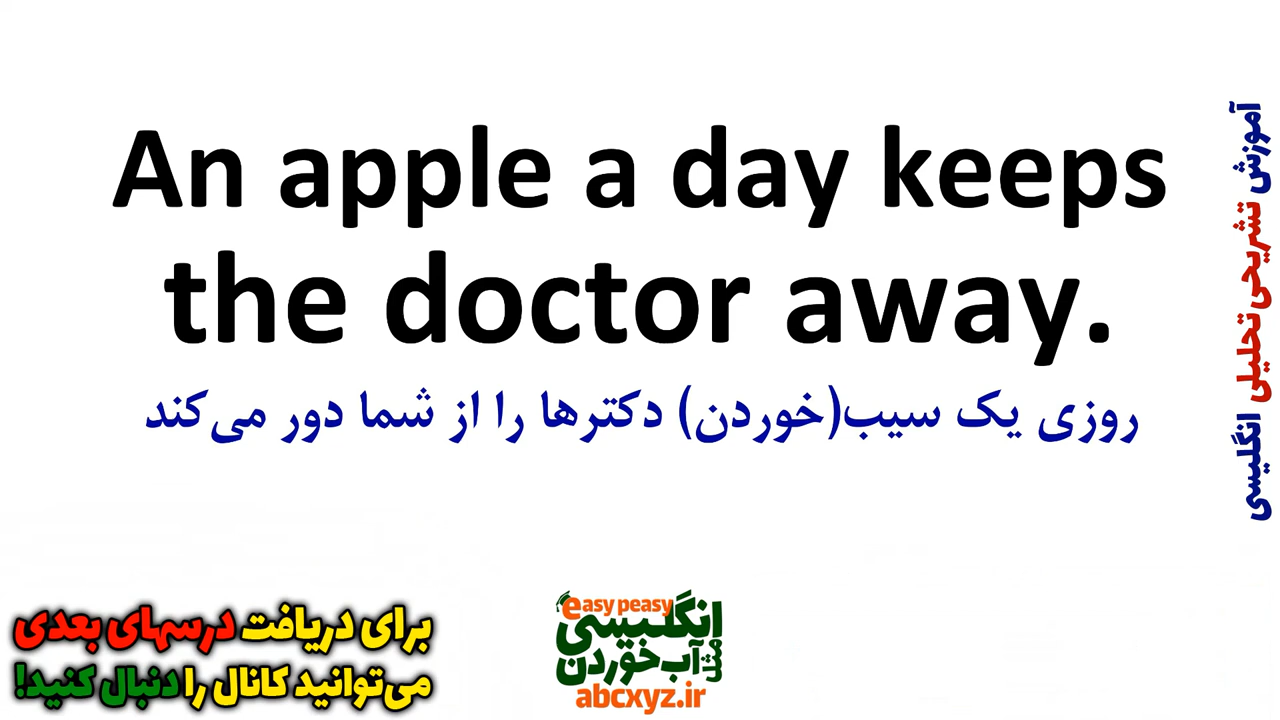 An apple a day keeps
the doctor away.
روزی یک سیب(خوردن) دکترها را از شما دور می‌کند
آموزش تشریحی تحلیلی انگلیسی
برای دریافت درسهای بعدی
می‌توانید کانال را دنبال کنید!
easy peasy
انگلیسی
مثل
آب خوردن
abcxyz.ir